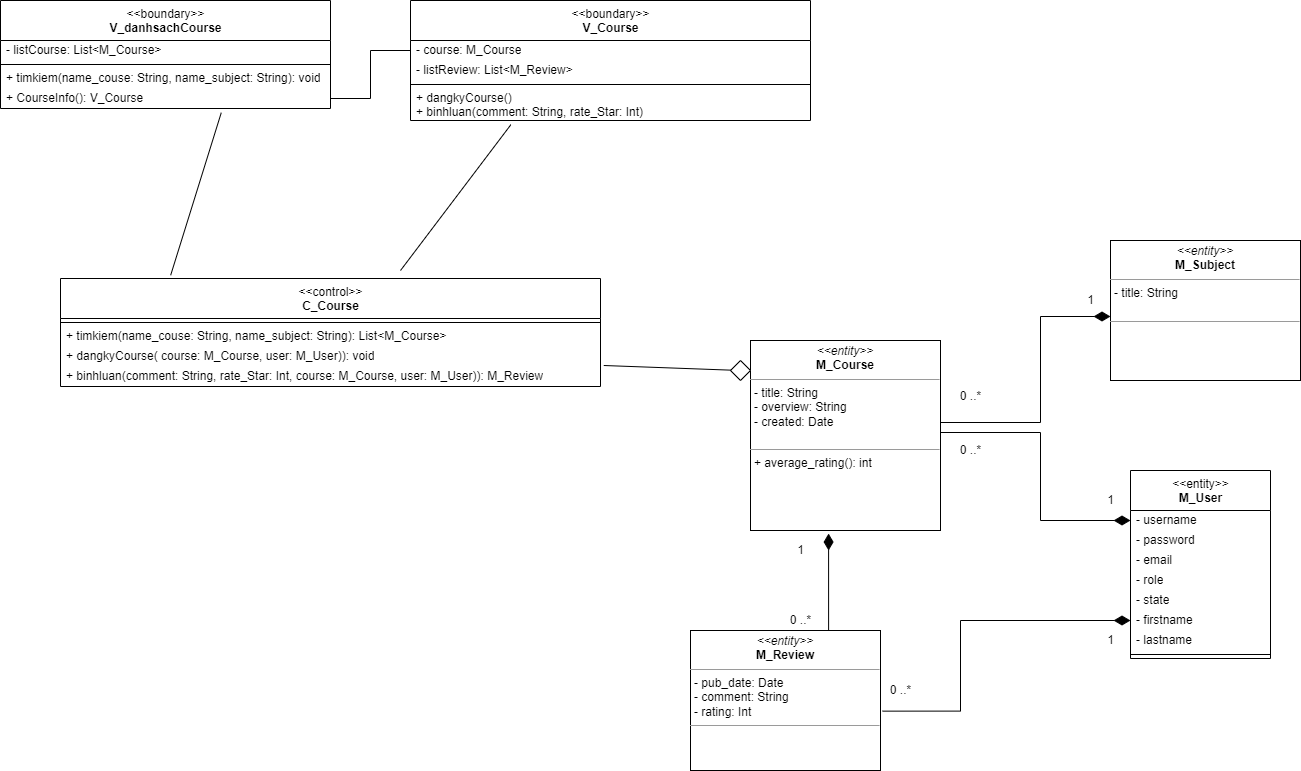 <<boundary>>
V_danhsachCourse
- listCourse: List<M_Course>
+ timkiem(name_couse: String, name_subject: String): void
+ CourseInfo(): V_Course
<<boundary>>
V_Course
- course: M_Course
- listReview: List<M_Review>
+ dangkyCourse()
+ binhluan(comment: String, rate_Star: Int)
<<control>>
C_Course
+ timkiem(name_couse: String, name_subject: String): List<M_Course>
+ dangkyCourse( course: M_Course, user: M_User)): void
+ binhluan(comment: String, rate_Star: Int, course: M_Course, user: M_User)): M_Review
<<entity>>
M_Subject
- title: String
1
0 ..*
<<entity>>
M_Course
- title: String
- overview: String
- created: Date
+ average_rating(): int
0 ..*
1
<<entity>>
M_User
- username
- password
- email
- role
- state
- firstname
- lastname
1
1
0 ..*
<<entity>>
M_Review
- pub_date: Date
- comment: String
- rating: Int
0 ..*